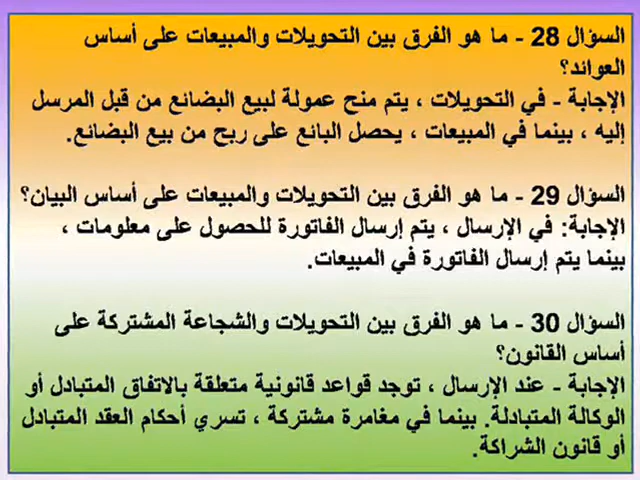 السؤال 28 - ما هو الفرق بين التحويلات والمبيعات على أساس
العوائد؟
الإجابة - في التحويلات ، يتم منح عمولة لبيع البضائع من قبل المرسل
إليه ، بينما في المبيعات ، يحصل البائع على ربح من بيع البضائع.
السؤال 29 - ما هو الفرق بين التحويلات والمبيعات على أساس البيان؟
الإجابة: في الإرسال ، يتم إرسال الفاتورة للحصول على معلومات ،
بينما يتم إرسال الفاتورة في المبيعات.
السؤال 30 - ما هو الفرق بين التحويلات والشجاعة المشتركة على
أساس القانون؟
الإجابة - عند الإرسال ، توجد قواعد قانونية متعلقة بالاتفاق المتبادل أو
الوكالة المتبادلة. بينما في مغامرة مشتركة ، تسري أحكام العقد المتبادل
أو قانون الشراكة.